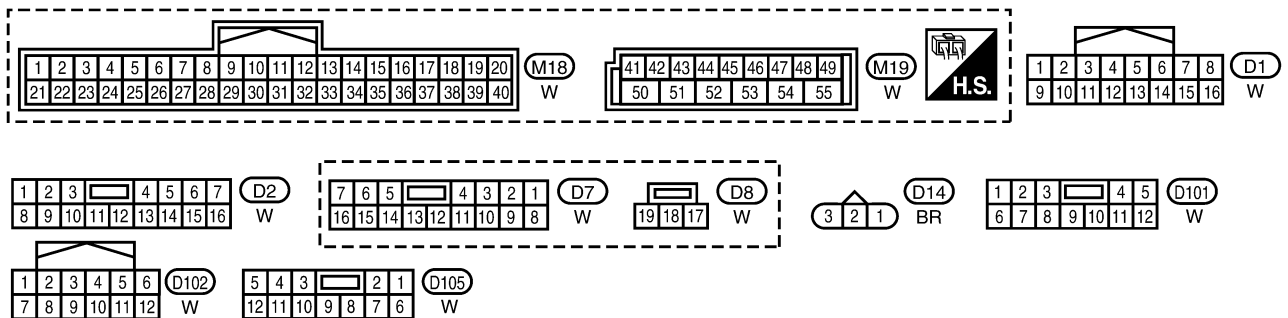 1 2 3 4 5 6 7 8 9 10 11 12 13 14 15 16 17 18 19 20 M18
21 22 23 24 25 26 27 28 29 30 31 32 33 34 35 36 37 38 39 40 W
41 42 43 44 45 46 47 48 49 M19
50 51 52 53 54 55 W
H.S.
1 2 3 4 5 6 7 8 D1
9 10 11 12 13 14 15 16 W
1 2 3 4 5 6 7 D2
8 9 10 11 12 13 14 15 16 W
7 6 5 4 3 2 1 D7
16 15 14 13 12 11 10 9 8 W
D8
19 18 17 W
D14
3 2 1 BR
1 2 3 4 5 D101
6 7 8 9 10 11 12 W
1 2 3 4 5 6 D102
7 8 9 10 11 12 W
5 4 3 2 1 D105
12 11 10 9 8 7 6 W